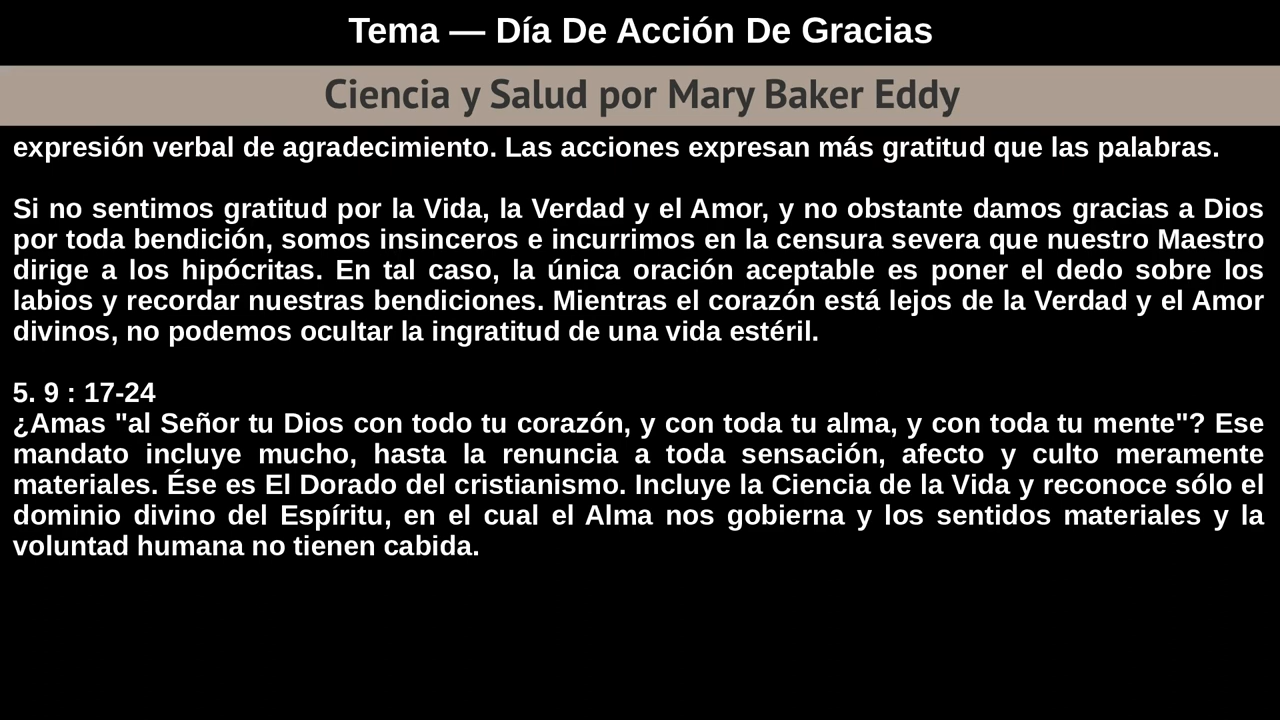 Tema — Día De Acción De Gracias
Ciencia y Salud por Mary Baker Eddy
expresión verbal de agradecimiento. Las acciones expresan más gratitud que las palabras.
Si no sentimos gratitud por la Vida, la Verdad y el Amor, y no obstante damos gracias a Dios
por toda bendición, somos insinceros e incurrimos en la censura severa que nuestro Maestro
dirige a los hipócritas. En tal caso, la única oración aceptable es poner el dedo sobre los
labios y recordar nuestras bendiciones. Mientras el corazón está lejos de la Verdad y el Amor
divinos, no podemos ocultar la ingratitud de una vida estéril.
5. 9 : 17-24
¿Amas "al Señor tu Dios con todo tu corazón, y con toda tu alma, y con toda tu mente"? Ese
mandato incluye mucho, hasta la renuncia a toda sensación, afecto y culto meramente
materiales. Ése es El Dorado del cristianismo. Incluye la Ciencia de la Vida y reconoce sólo el
dominio divino del Espíritu, en el cual el Alma nos gobierna y los sentidos materiales y la
voluntad humana no tienen cabida.